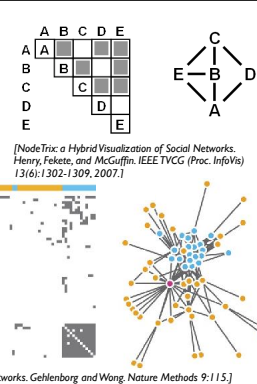 A B C D E
A A
B B
C C
D D
E E
C
E B D
A
[NodeTrix: a Hybrid Visualization of Social Networks.
Henry, Fekete, and McGuffin. IEEE TVCG (Proc. InfoVis)
13(6):1302-1309, 2007.]
tworks. Gehlenborg and Wong. Nature Methods 9:115.]